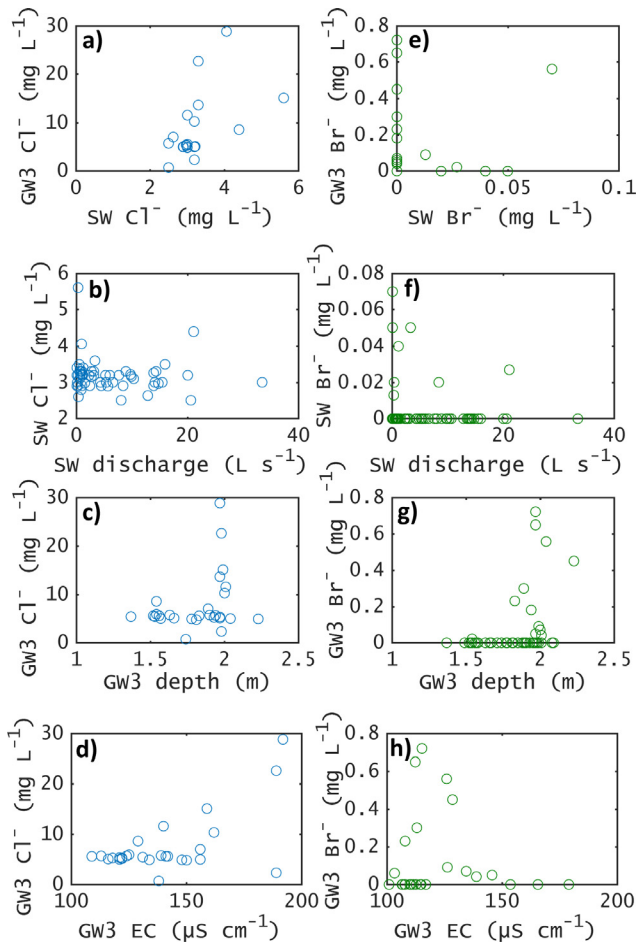 a)
GW3 Cl⁻ (mg L⁻¹)
30
20
10
0
0 2 4 6
SW Cl⁻ (mg L⁻¹)
e)
GW3 Br⁻ (mg L⁻¹)
0.8
0.6
0.4
0.2
0
0 0.05 0.1
SW Br⁻ (mg L⁻¹)
b)
SW Cl⁻ (mg L⁻¹)
6
5
4
3
2
0 20 40
SW discharge (L s⁻¹)
f)
SW Br⁻ (mg L⁻¹)
0.08
0.06
0.04
0.02
0
0 20 40
SW discharge (L s⁻¹)
c)
GW3 Cl⁻ (mg L⁻¹)
30
20
10
0
1 1.5 2 2.5
GW3 depth (m)
g)
GW3 Br⁻ (mg L⁻¹)
0.8
0.6
0.4
0.2
0
1 1.5 2 2.5
GW3 depth (m)
d)
GW3 Cl⁻ (mg L⁻¹)
30
20
10
0
100 150 200
GW3 EC (µS cm⁻¹)
h)
GW3 Br⁻ (mg L⁻¹)
0.8
0.6
0.4
0.2
0
100 150 200
GW3 EC (µS cm⁻¹)